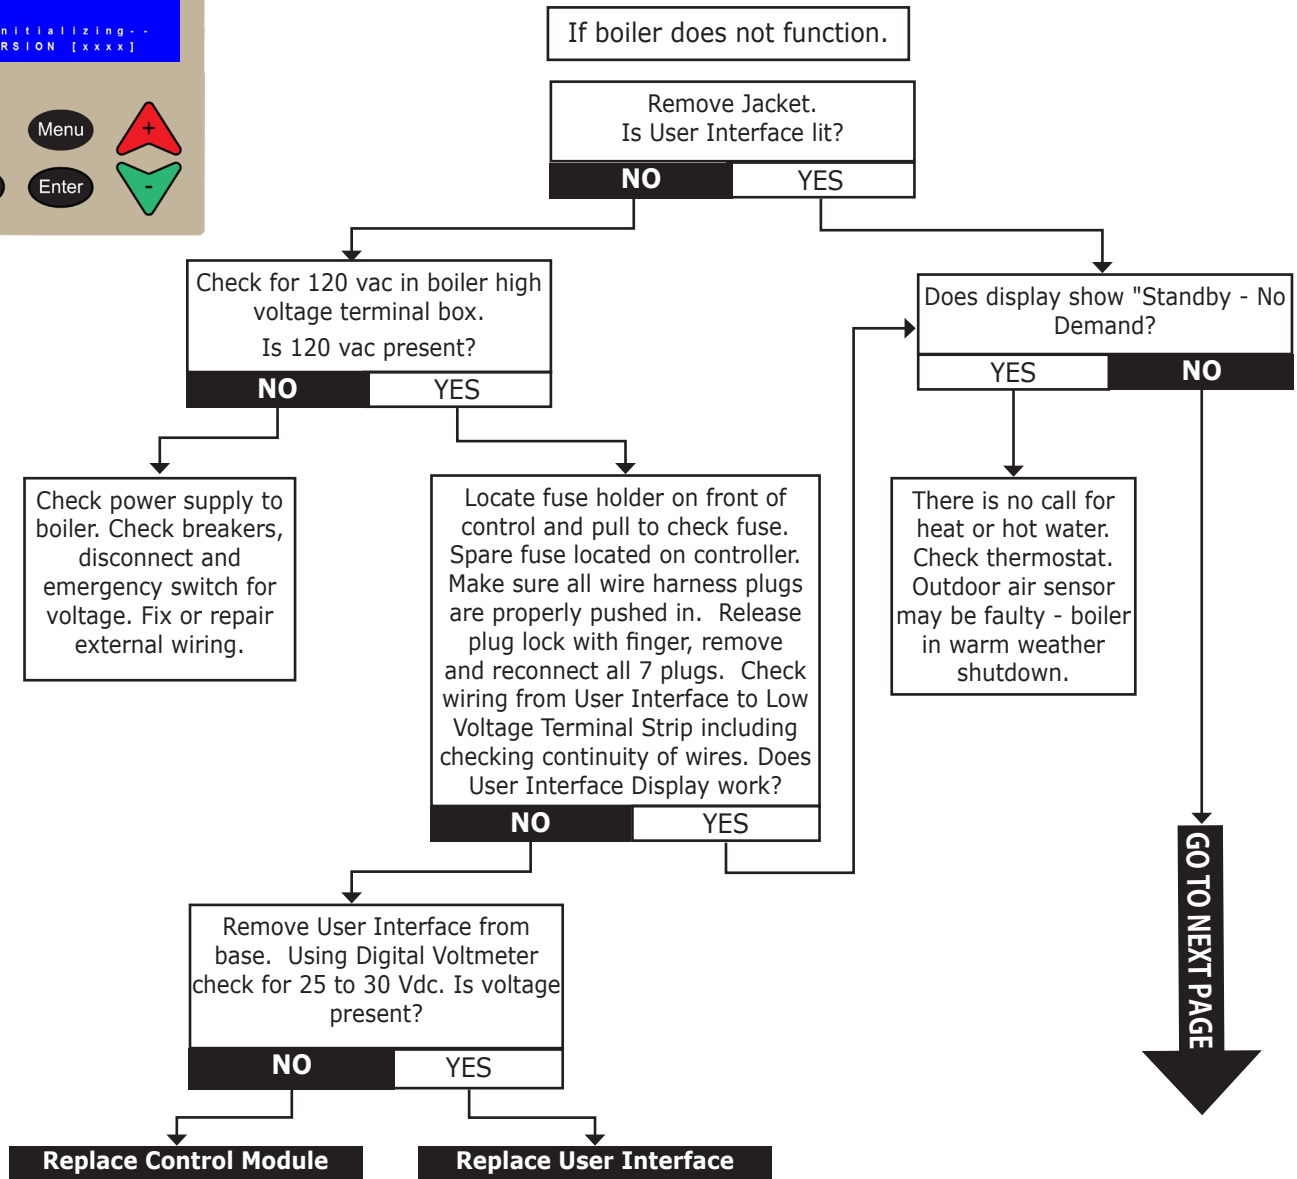 nitializing--
RSION [xxxx]
Menu
+
Enter
-
If boiler does not function.
Remove Jacket.
Is User Interface lit?
NO
YES
Check for 120 vac in boiler high
voltage terminal box.
Is 120 vac present?
NO
YES
Does display show "Standby - No
Demand?
YES
NO
Check power supply to
boiler. Check breakers,
disconnect and
emergency switch for
voltage. Fix or repair
external wiring.
Locate fuse holder on front of
control and pull to check fuse.
Spare fuse located on controller.
Make sure all wire harness plugs
are properly pushed in. Release
plug lock with finger, remove
and reconnect all 7 plugs. Check
wiring from User Interface to Low
Voltage Terminal Strip including
checking continuity of wires. Does
User Interface Display work?
NO
YES
There is no call for
heat or hot water.
Check thermostat.
Outdoor air sensor
may be faulty - boiler
in warm weather
shutdown.
GO TO NEXT PAGE
Remove User Interface from
base. Using Digital Voltmeter
check for 25 to 30 Vdc. Is voltage
present?
NO
YES
Replace Control Module
Replace User Interface